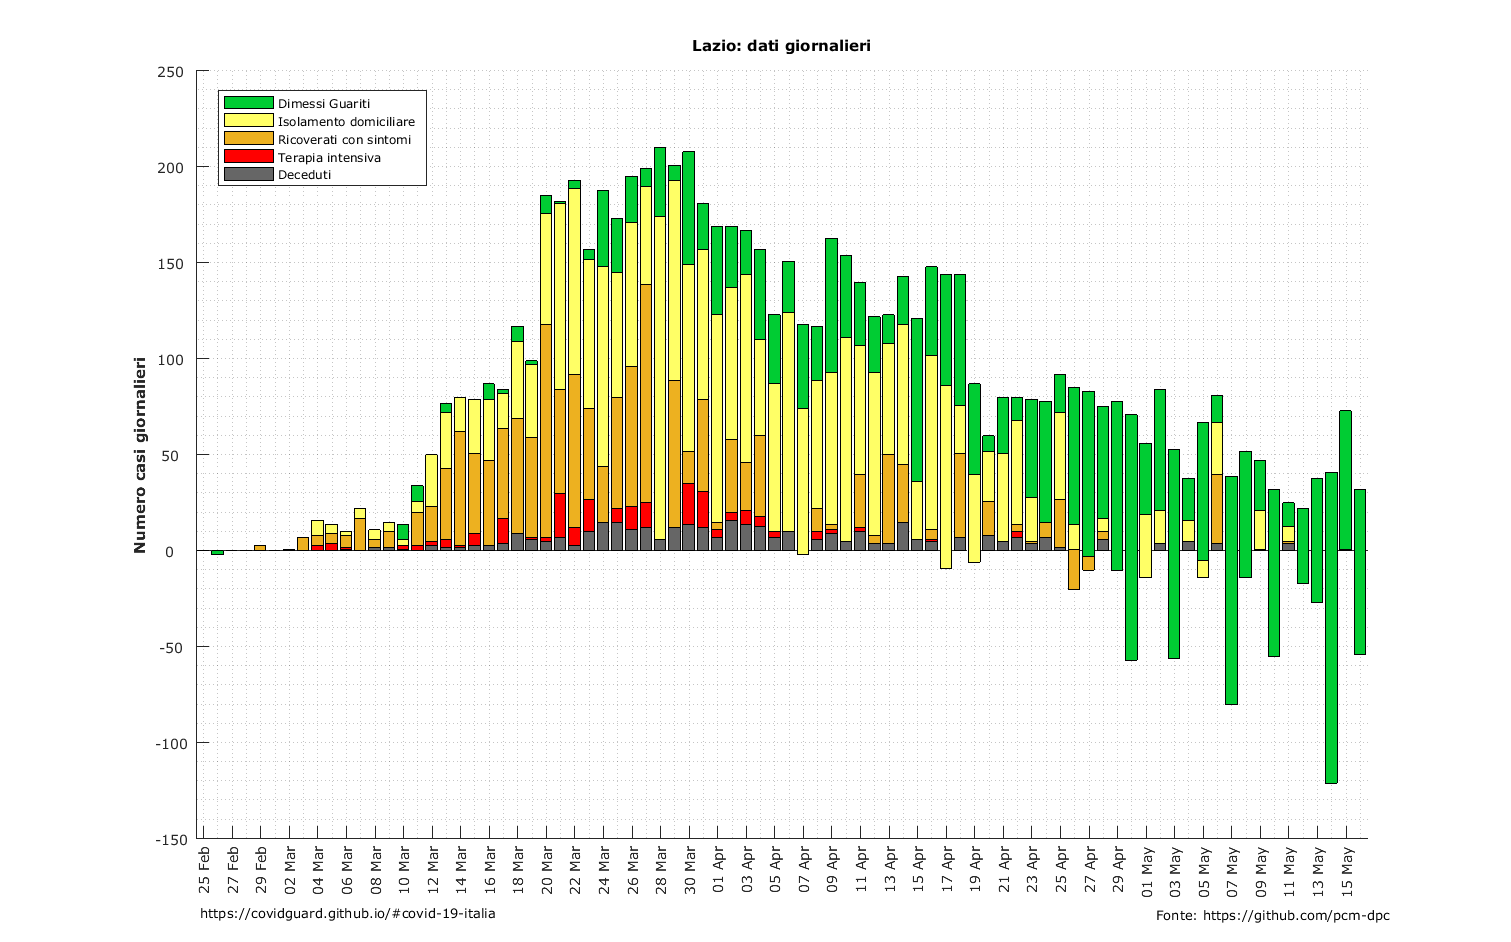 Lazio: dati giornalieri
250
200
150
100
50
0
-50
-100
-150
Numero casi giornalieri
Dimessi Guariti
Isolamento domiciliare
Ricoverati con sintomi
Terapia intensiva
Deceduti
25 Feb
27 Feb
29 Feb
02 Mar
04 Mar
06 Mar
08 Mar
10 Mar
12 Mar
14 Mar
16 Mar
18 Mar
20 Mar
22 Mar
24 Mar
26 Mar
28 Mar
30 Mar
01 Apr
03 Apr
05 Apr
07 Apr
09 Apr
11 Apr
13 Apr
15 Apr
17 Apr
19 Apr
21 Apr
23 Apr
25 Apr
27 Apr
29 Apr
01 May
03 May
05 May
07 May
09 May
11 May
13 May
15 May
https://covidguard.github.io/#covid-19-italia
Fonte: https://github.com/pcm-dpc